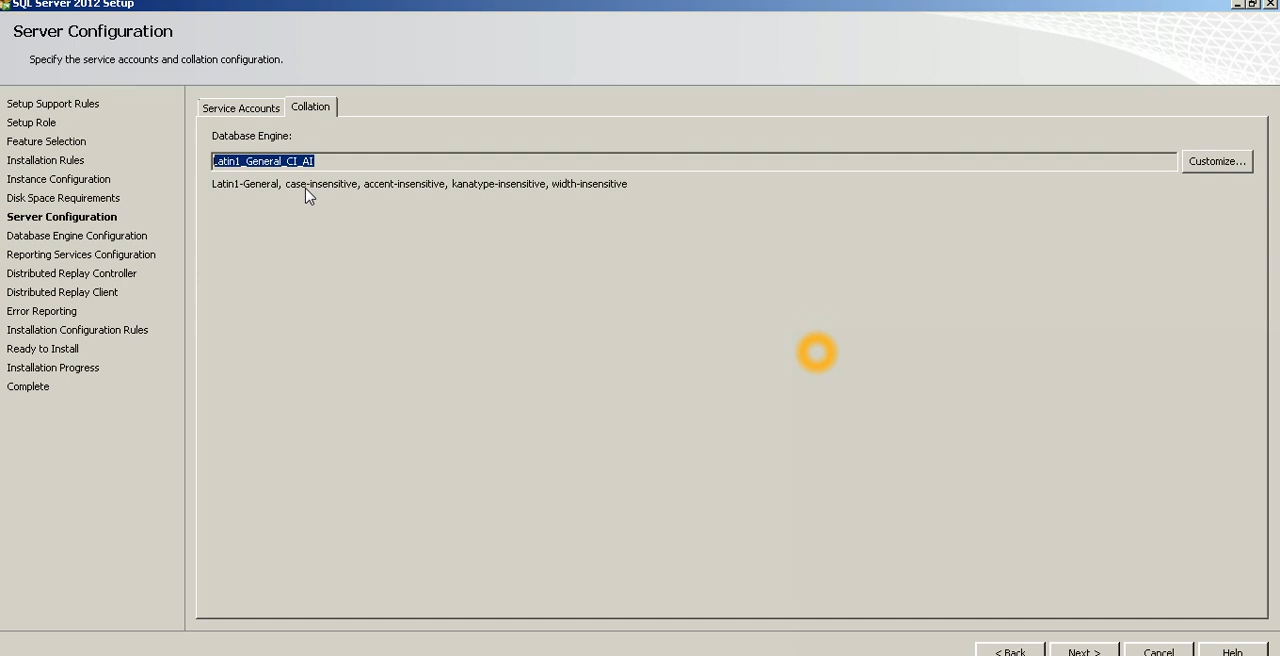 SQL Server 2012 Setup
Server Configuration
Specify the service accounts and collation configuration.
Setup Support Rules
Setup Role
Feature Selection
Installation Rules
Instance Configuration
Disk Space Requirements
Server Configuration
Database Engine Configuration
Reporting Services Configuration
Distributed Replay Controller
Distributed Replay Client
Error Reporting
Installation Configuration Rules
Ready to Install
Installation Progress
Complete
Service Accounts Collation
Database Engine:
Latin1_General_CI_AI Customize...
Latin1-General, case-insensitive, accent-insensitive, kanatype-insensitive, width-insensitive
< Back Next > Cancel Help